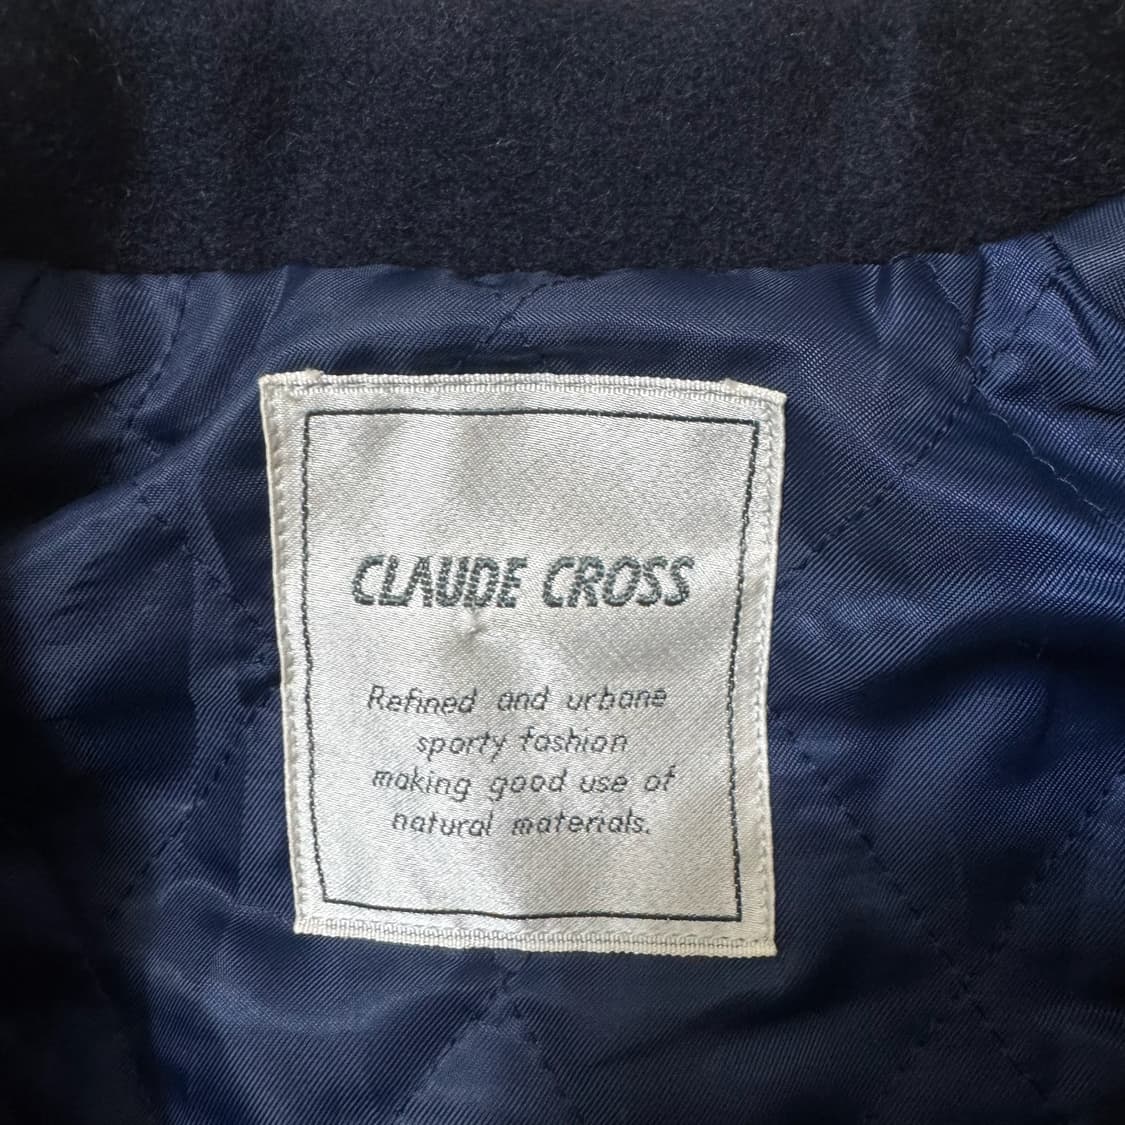 CLAUDE CROSS
Refined and urbane
sporty fashion
making good use of
natural materials.